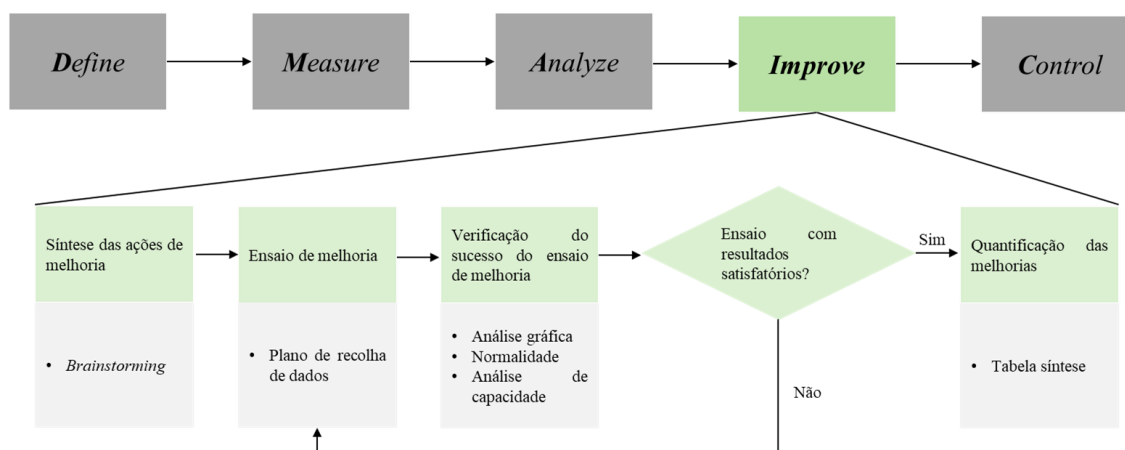 Define
Measure
Analyze
Improve
Control
Síntese das ações de
melhoria
• Brainstorming
Ensaio de melhoria
• Plano de recolha
de dados
Verificação do
sucesso do ensaio
de melhoria
• Análise gráfica
• Normalidade
• Análise de
capacidade
Ensaio com
resultados
satisfatórios?
Sim
Não
Quantificação das
melhorias
• Tabela síntese